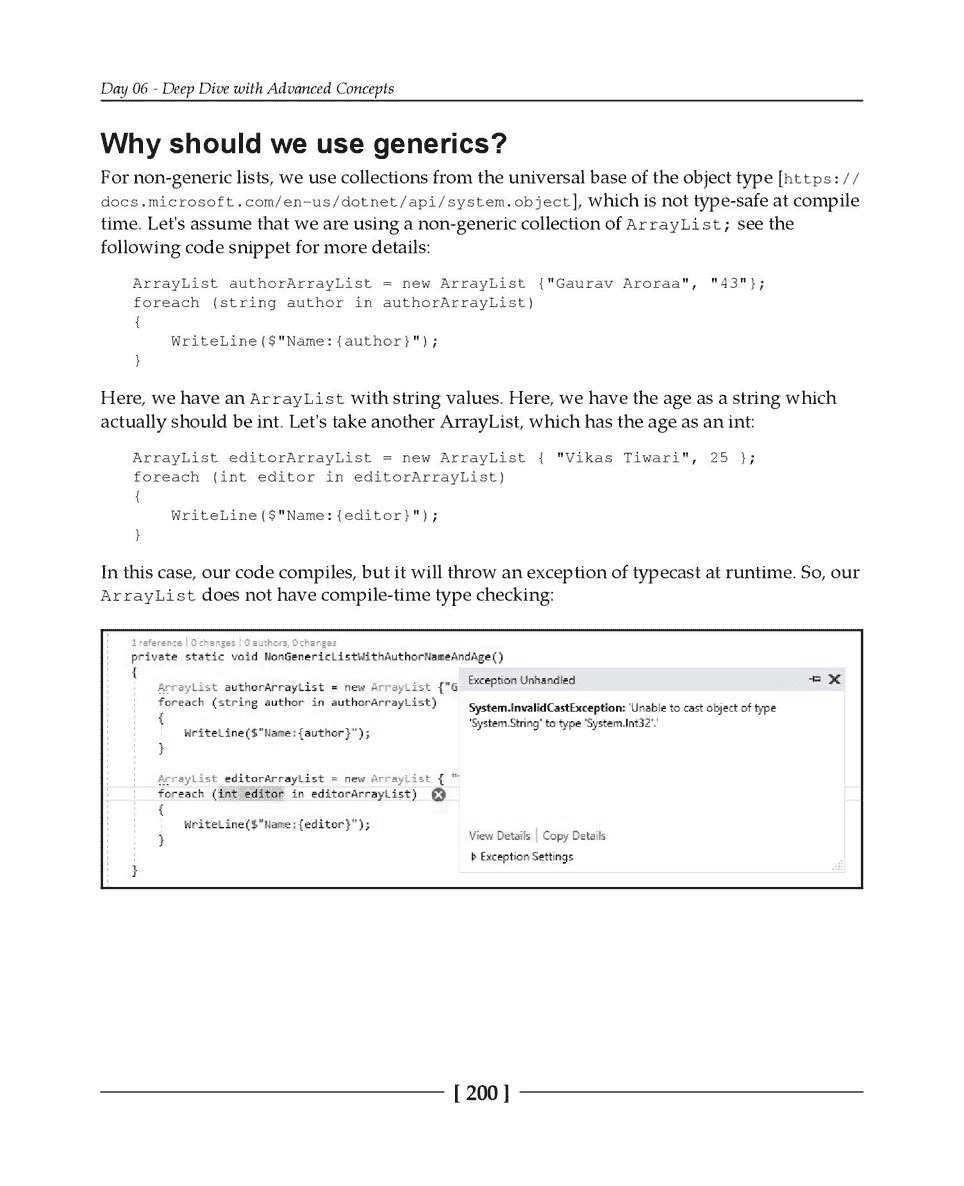 Day 06 - Deep Dive with Advanced Concepts
Why should we use generics?
For non-generic lists, we use collections from the universal base of the object type [https://
docs.microsoft.com/en-us/dotnet/api/system.object], which is not type-safe at compile
time. Let's assume that we are using a non-generic collection of ArrayList; see the
following code snippet for more details:
ArrayList authorArrayList = new ArrayList {"Gaurav Aroraa", "43"};
foreach (string author in authorArrayList)
{
WriteLine($"Name:{author}");
}
Here, we have an ArrayList with string values. Here, we have the age as a string which
actually should be int. Let's take another ArrayList, which has the age as an int:
ArrayList editorArrayList = new ArrayList { "Vikas Tiwari", 25 };
foreach (int editor in editorArrayList)
{
WriteLine($"Name:{editor}");
}
In this case, our code compiles, but it will throw an exception of typecast at runtime. So, our
ArrayList does not have compile-time type checking:
1 reference | 0 changes | 0 authors, 0 changes
private static void NonGenericListWithAuthorNameAndAge()
{
ArrayList authorArrayList = new ArrayList {"G
foreach (string author in authorArrayList)
{
WriteLine($"Name:{author}");
}
ArrayList editorArrayList = new ArrayList { "
foreach (int editor in editorArrayList)
{
WriteLine($"Name:{editor}");
}
}
Exception Unhandled
System.InvalidCastException: 'Unable to cast object of type
'System.String' to type 'System.Int32'.'
View Details | Copy Details
Exception Settings
[ 200 ]